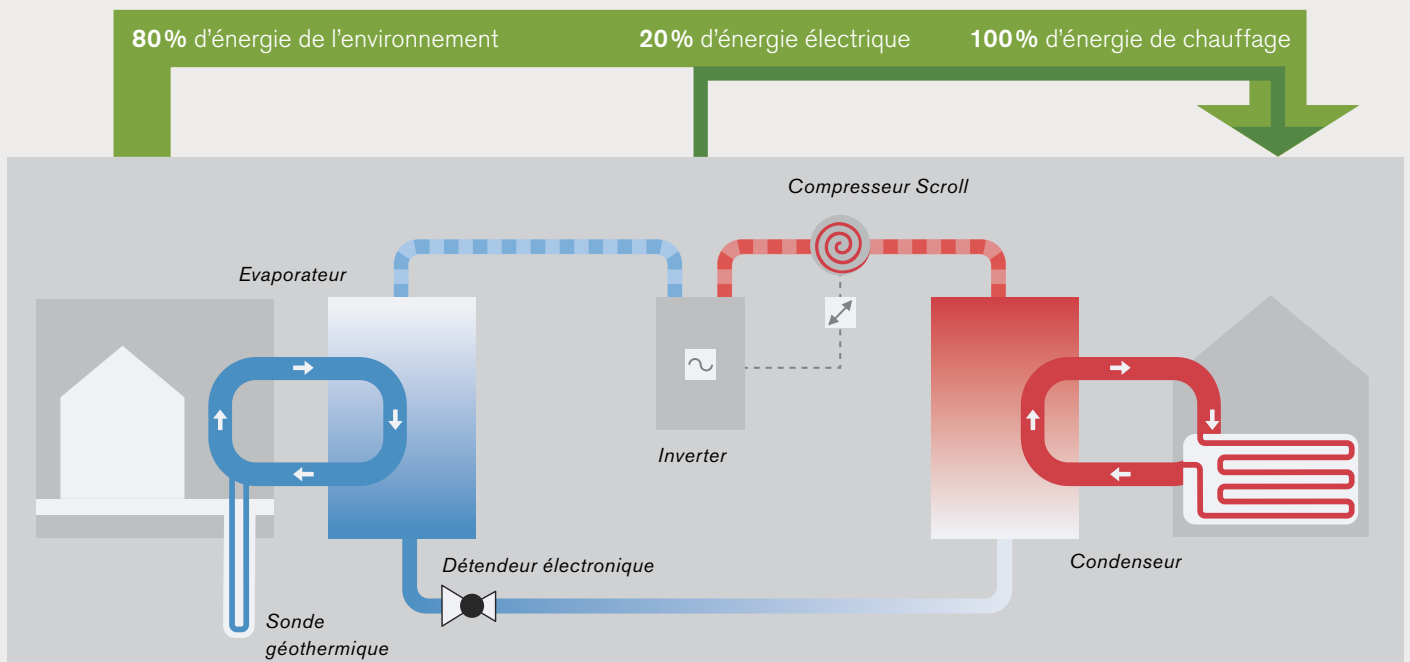 80% d'énergie de l'environnement
20% d'énergie électrique
100% d'énergie de chauffage
Compresseur Scroll
Evaporateur
Inverter
Détendeur électronique
Condenseur
Sonde
géothermique